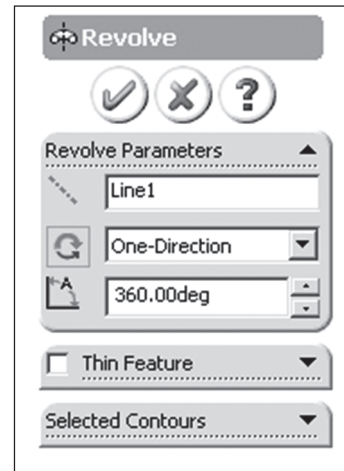 Revolve
?
Revolve Parameters
Line1
One-Direction
A
360.00deg
Thin Feature
Selected Contours